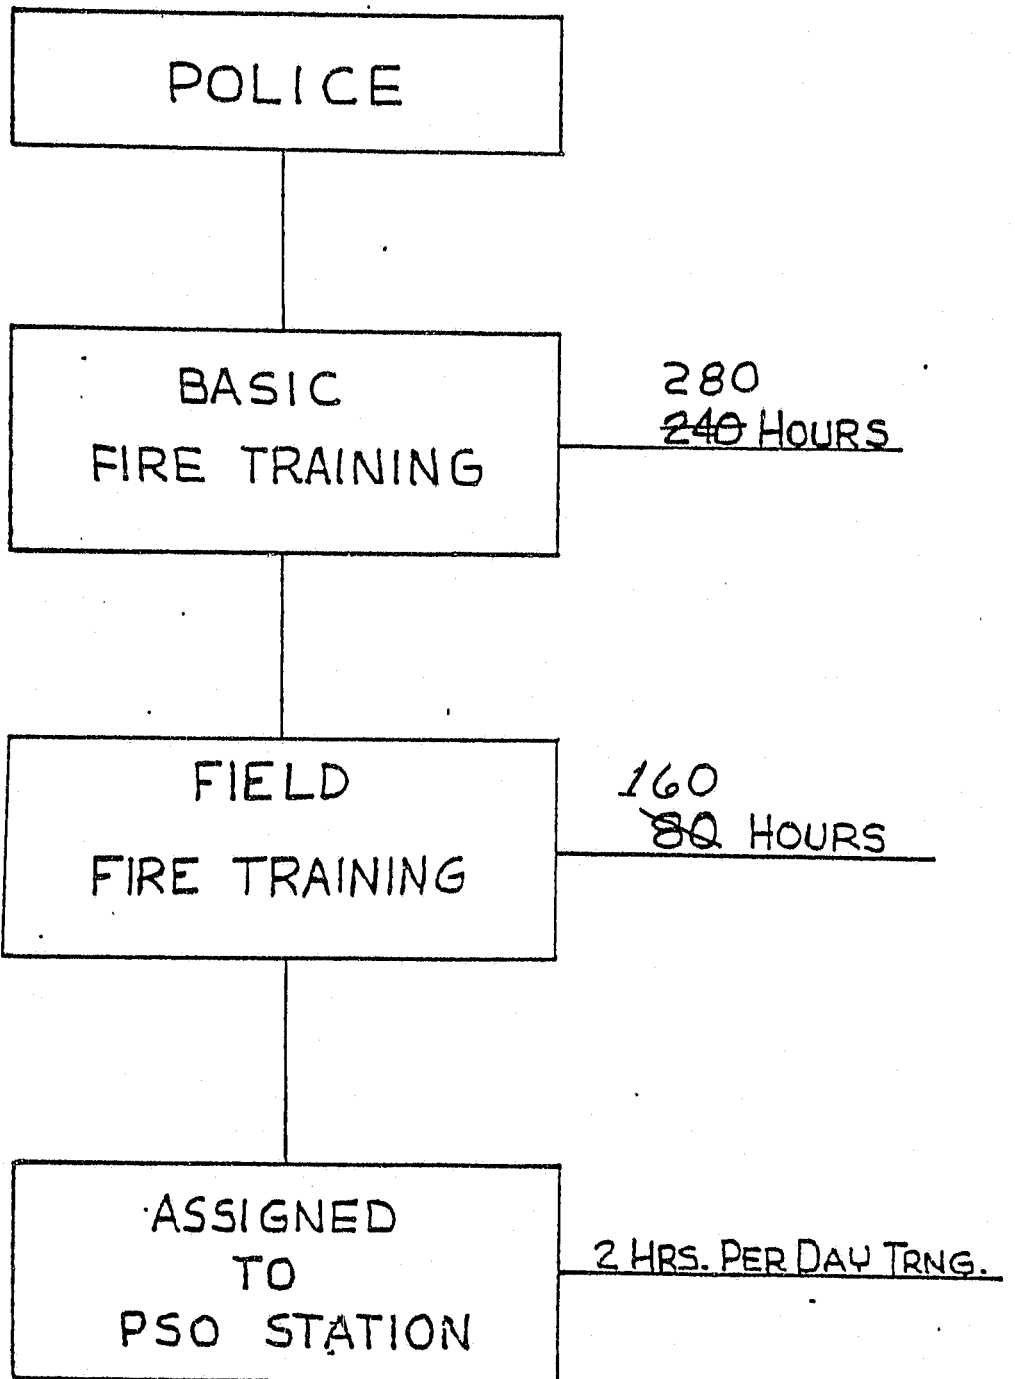 POLICE
BASIC
FIRE TRAINING
280
240 HOURS
FIELD
FIRE TRAINING
160
80 HOURS
ASSIGNED
TO
PSO STATION
2 HRS. PER DAY TRNG.